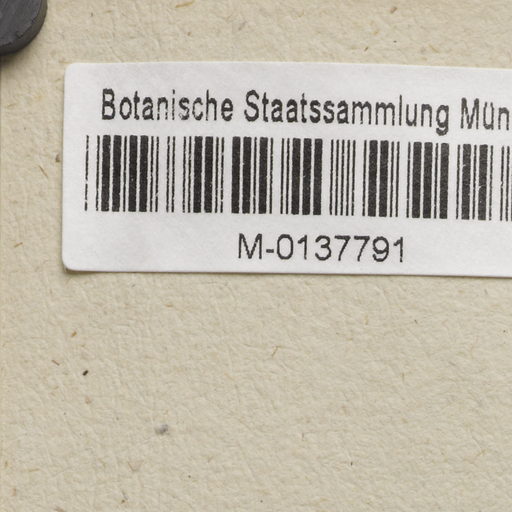 Botanische Staatssammlung Mün
M-0137791